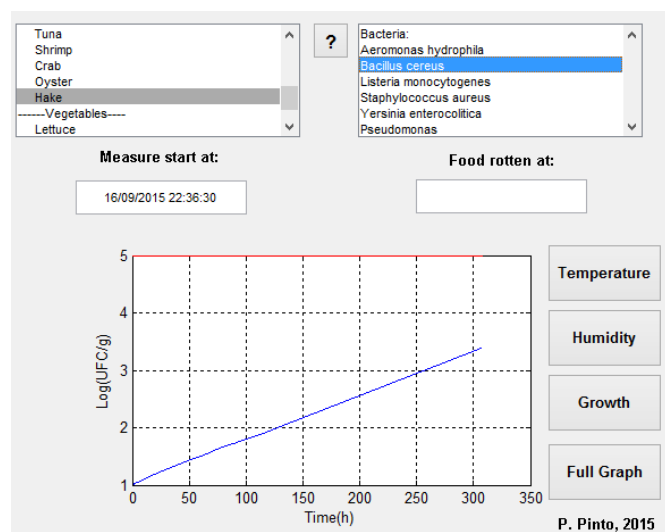 Tuna
Shrimp
Crab
Oyster
Hake
------Vegetables----
Lettuce
?
Bacteria:
Aeromonas hydrophila
Bacillus cereus
Listeria monocytogenes
Staphylococcus aureus
Yersinia enterocolitica
Pseudomonas
Measure start at:
Food rotten at:
16/09/2015 22:36:30
5
4
3
2
1
Log(UFC/g)
0 50 100 150 200 250 300 350
Time(h)
Temperature
Humidity
Growth
Full Graph
P. Pinto, 2015